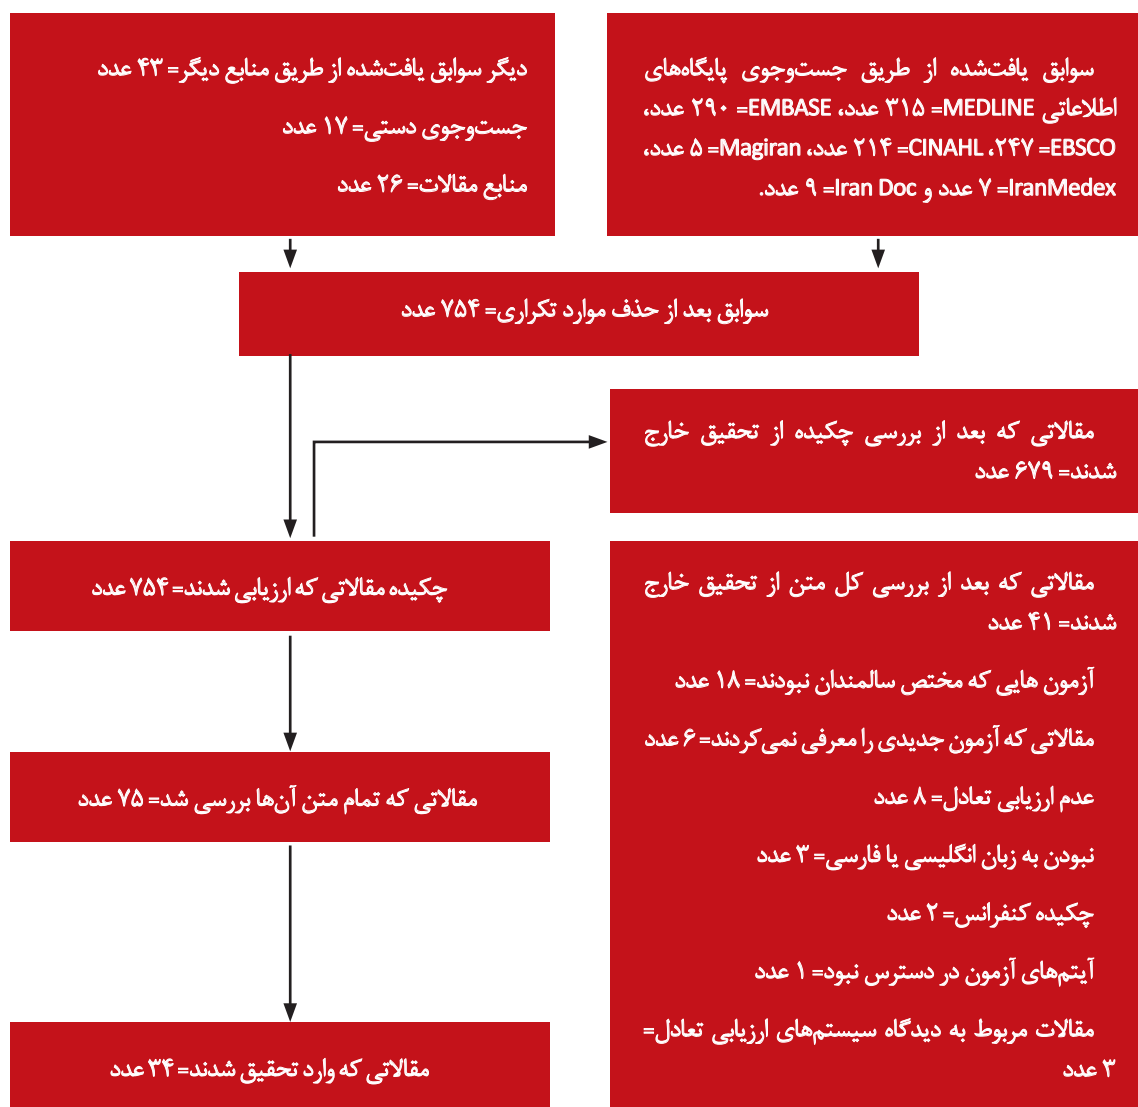 سوابق یافت‌شده از طریق جست‌وجوی پایگاه‌های
اطلاعاتی MEDLINE= ۳۱۵ عدد، EMBASE= ۲۹۰ عدد،
EBSCO= ۲۴۷، CINAHL= ۲۱۴ عدد، Magiran= ۵ عدد،
IranMedex= ۷ عدد و Iran Doc= ۹ عدد.
دیگر سوابق یافت‌شده از طریق منابع دیگر= ۴۳ عدد
جست‌وجوی دستی= ۱۷ عدد
منابع مقالات= ۲۶ عدد
سوابق بعد از حذف موارد تکراری= ۷۵۴ عدد
مقالاتی که بعد از بررسی چکیده از تحقیق خارج
شدند= ۶۷۹ عدد
چکیده مقالاتی که ارزیابی شدند= ۷۵۴ عدد
مقالاتی که بعد از بررسی کل متن از تحقیق خارج
شدند= ۴۱ عدد
آزمون هایی که مختص سالمندان نبودند= ۱۸ عدد
مقالاتی که آزمون جدیدی را معرفی نمی‌کردند= ۶ عدد
عدم ارزیابی تعادل= ۸ عدد
نبودن به زبان انگلیسی یا فارسی= ۳ عدد
چکیده کنفرانس= ۲ عدد
آیتم‌های آزمون در دسترس نبود= ۱ عدد
مقالات مربوط به دیدگاه سیستم‌های ارزیابی تعادل=
۳ عدد
مقالاتی که تمام متن آن‌ها بررسی شد= ۷۵ عدد
مقالاتی که وارد تحقیق شدند= ۳۴ عدد